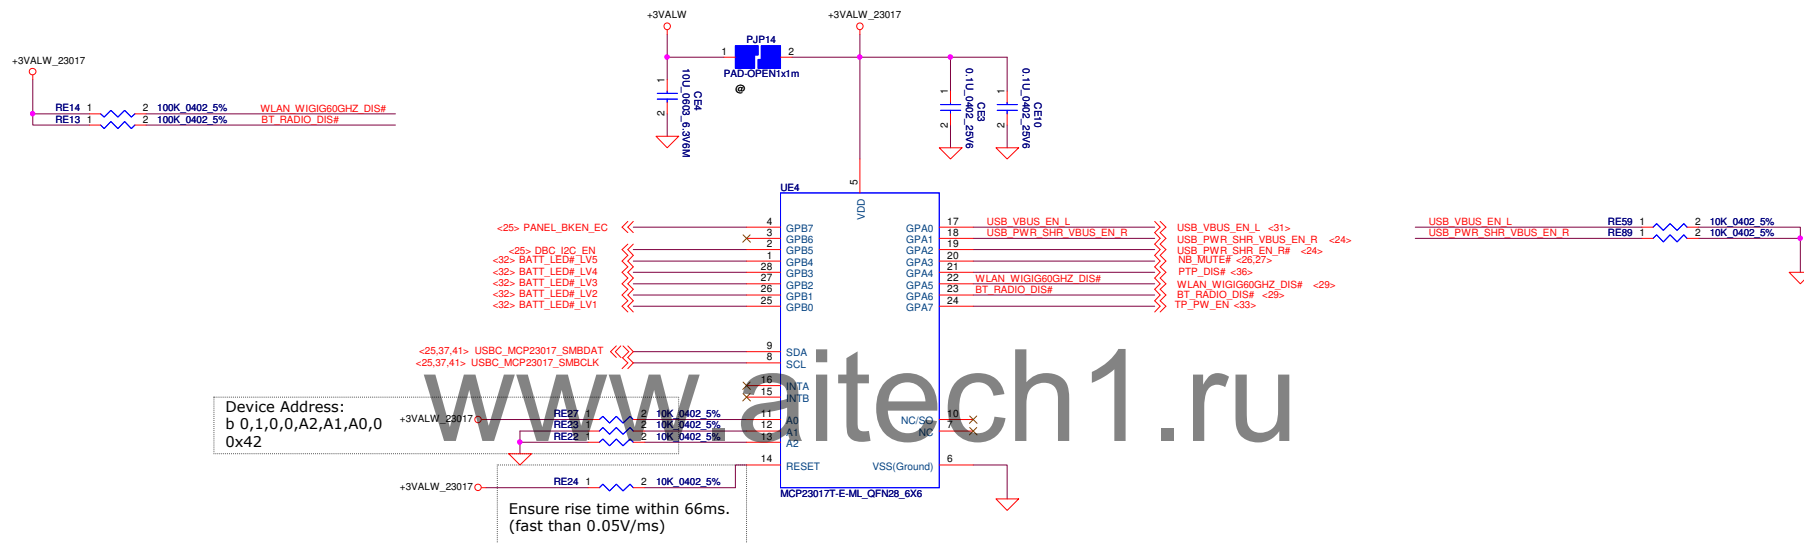 +3VALW
+3VALW_23017
PJP14
1
2
PAD-OPEN1x1m
@
1
2
CE4
10U_0603_6.3V6M
1
2
CE3
0.1U_0402_25V6
1
2
CE10
0.1U_0402_25V6
+3VALW_23017
RE14 1 2 100K_0402_5% WLAN_WIGIG60GHZ_DIS#
RE13 1 2 100K_0402_5% BT_RADIO_DIS#
UE4
5
VDD
<25> PANEL_BKEN_EC 4 GPB7
3 GPB6
<25> DBC_I2C_EN 2 GPB5
<32> BATT_LED#_LV5 1 GPB4
<32> BATT_LED#_LV4 28 GPB3
<32> BATT_LED#_LV3 27 GPB2
<32> BATT_LED#_LV2 26 GPB1
<32> BATT_LED#_LV1 25 GPB0
GPA0 17 USB_VBUS_EN_L USB_VBUS_EN_L <31>
GPA1 18 USB_PWR_SHR_VBUS_EN_R USB_PWR_SHR_VBUS_EN_R <24>
GPA2 19 USB_PWR_SHR_EN_R# <24>
GPA3 20 NB_MUTE# <26,27>
GPA4 21 PTP_DIS# <36>
GPA5 22 WLAN_WIGIG60GHZ_DIS# WLAN_WIGIG60GHZ_DIS# <29>
GPA6 23 BT_RADIO_DIS# BT_RADIO_DIS# <29>
GPA7 24 TP_PW_EN <33>
USB_VBUS_EN_L RE59 1 2 10K_0402_5%
USB_PWR_SHR_VBUS_EN_R RE89 1 2 10K_0402_5%
<25,37,41> USBC_MCP23017_SMBDAT 9 SDA
<25,37,41> USBC_MCP23017_SMBCLK 8 SCL
16 INTA
15 INTB
www.aitech1.ru
Device Address:
b 0,1,0,0,A2,A1,A0,0
0x42
+3VALW_23017 RE27 1 2 10K_0402_5% 11 A0
RE23 1 2 10K_0402_5% 12 A1
RE22 1 2 10K_0402_5% 13 A2
NC/SO 10
NC 7
14 RESET
VSS(Ground) 6
+3VALW_23017 RE24 1 2 10K_0402_5%
MCP23017T-E-ML_QFN28_6X6
Ensure rise time within 66ms.
(fast than 0.05V/ms)